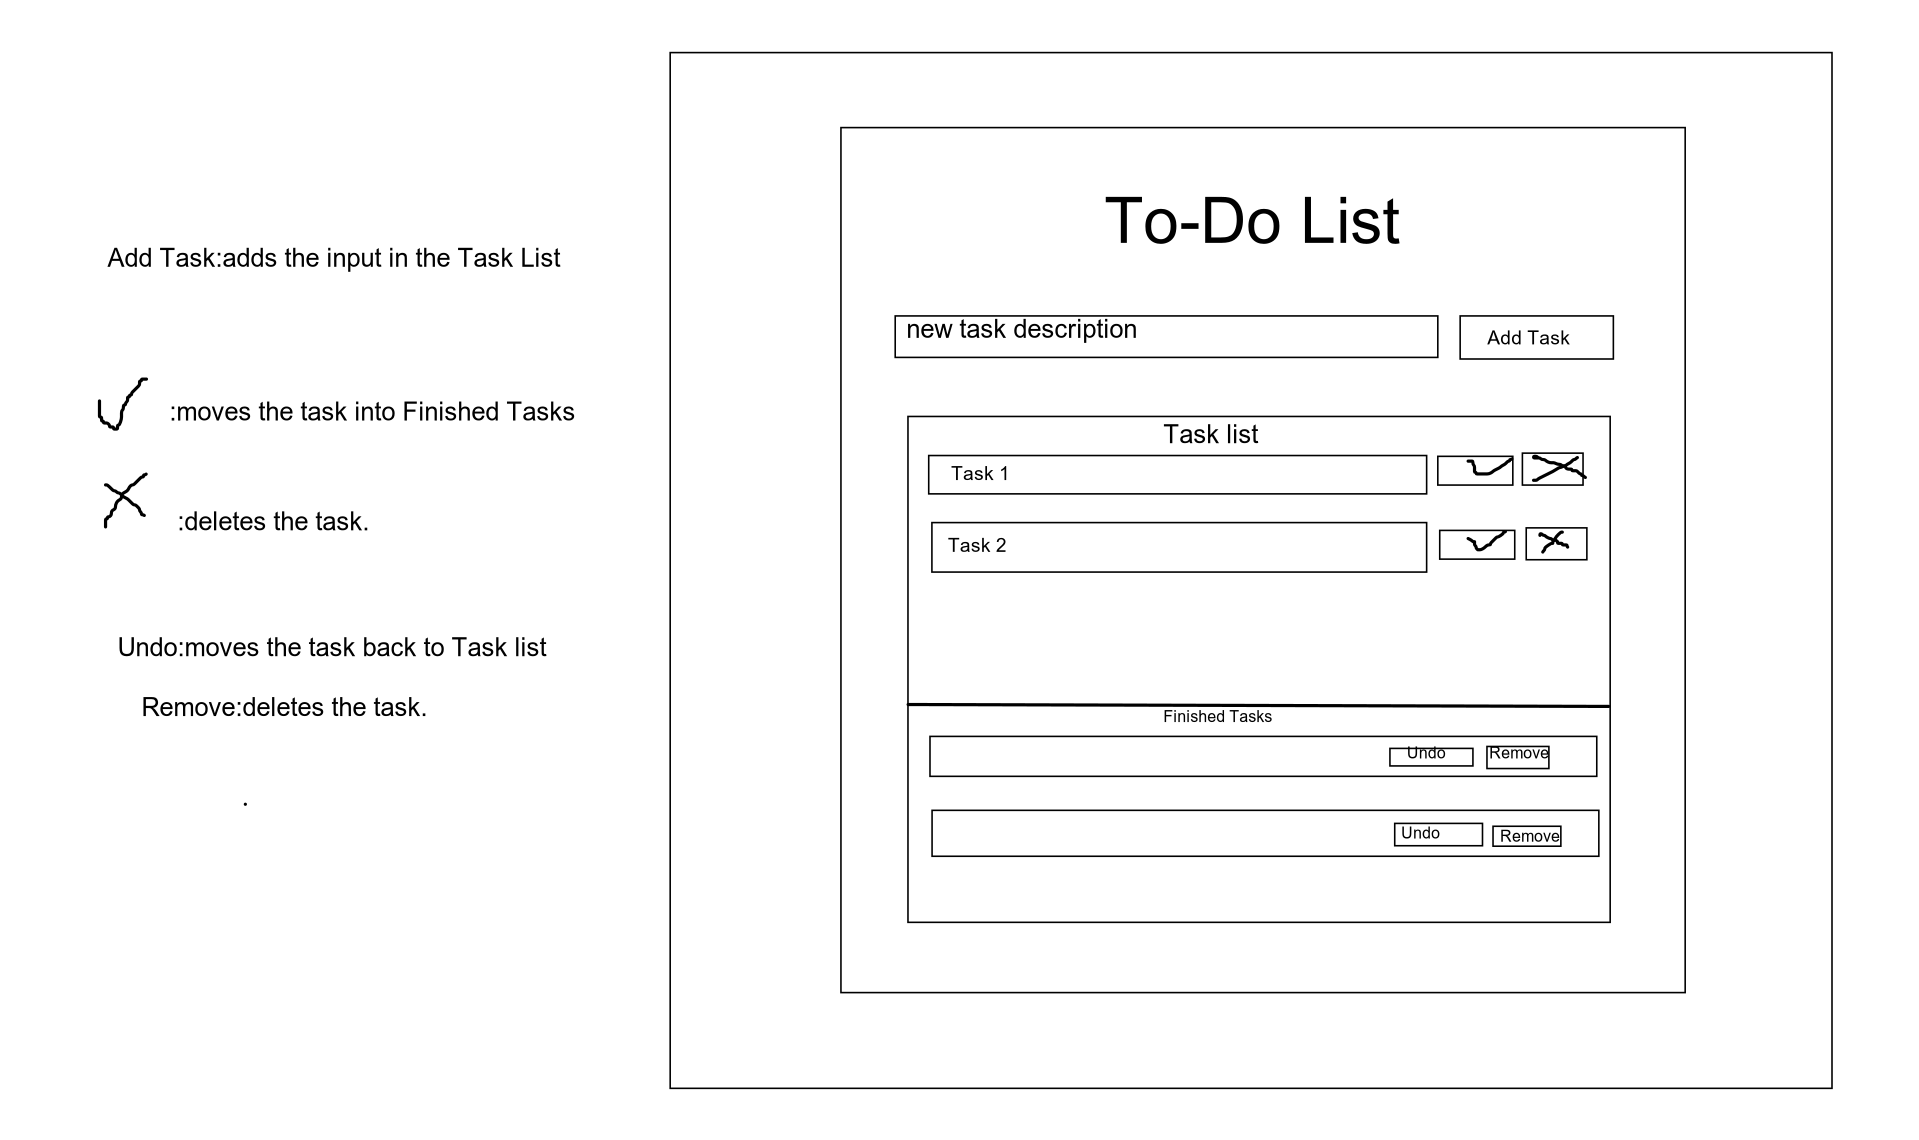 Add Task:adds the input in the Task List
:moves the task into Finished Tasks
:deletes the task.
Undo:moves the task back to Task list
Remove:deletes the task.
.
To-Do List
new task description
Add Task
Task list
Task 1
Task 2
Finished Tasks
Undo Remove
Undo Remove